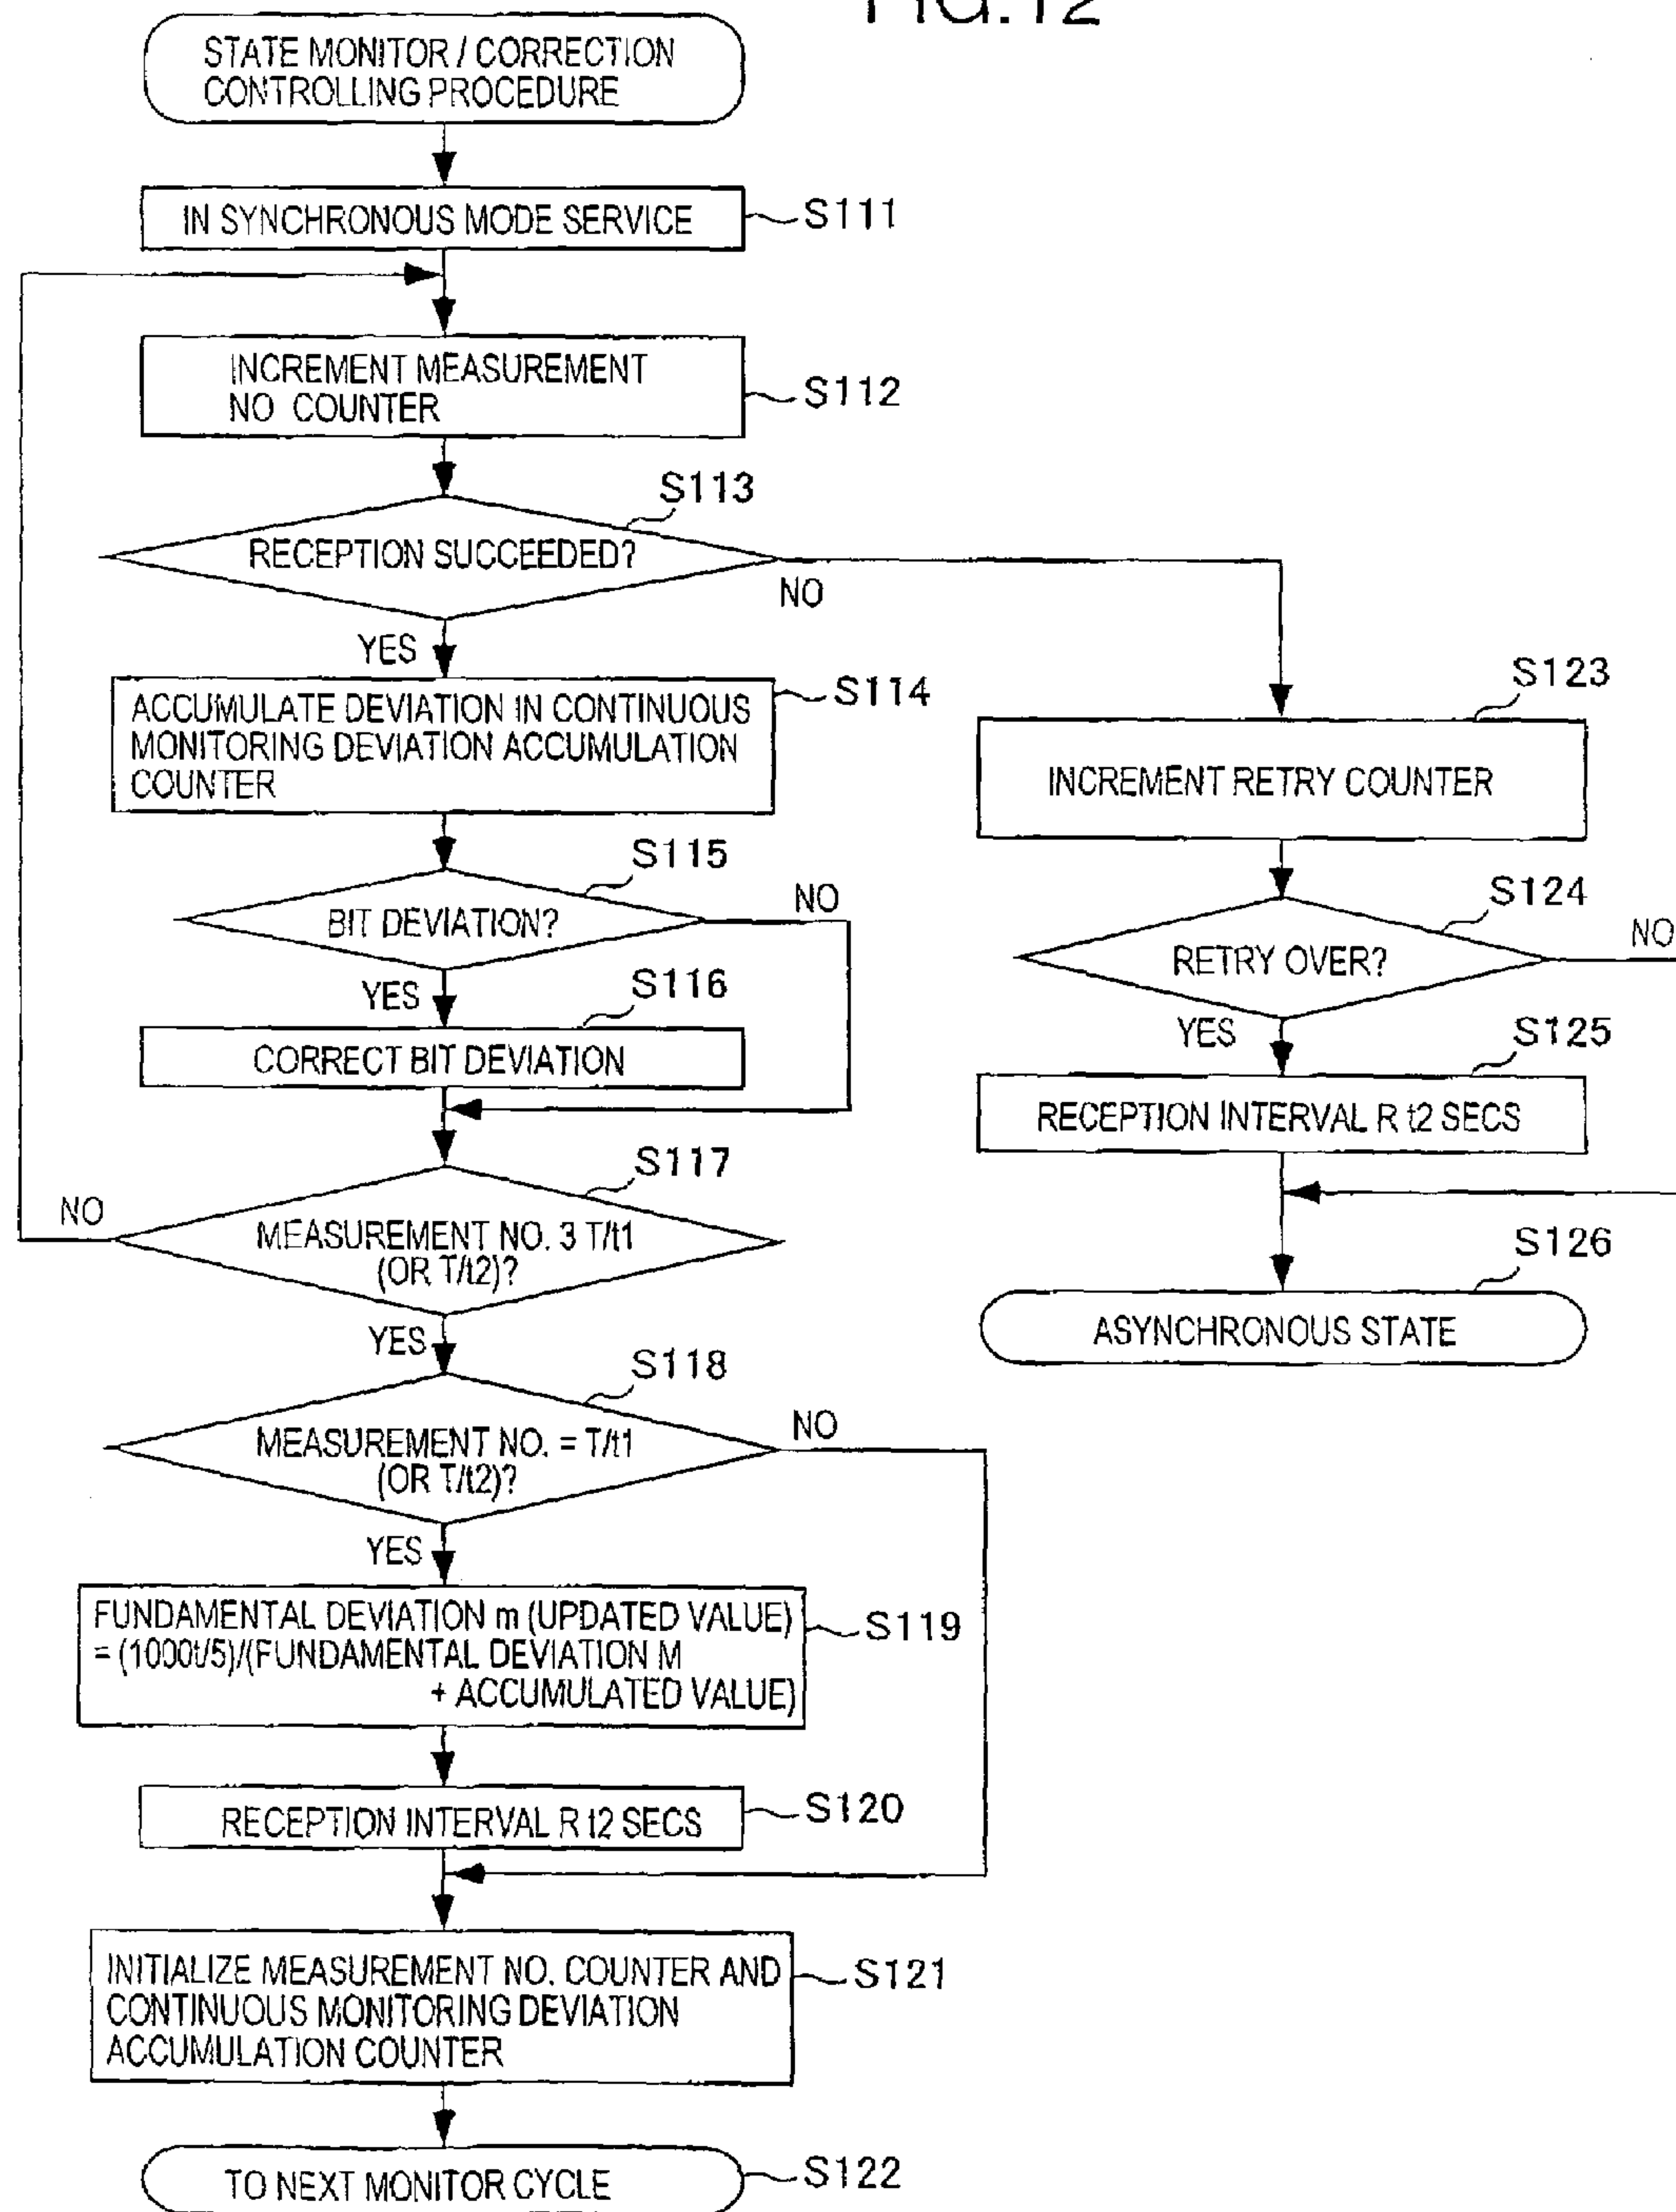 FIG.12
STATE MONITOR / CORRECTION
CONTROLLING PROCEDURE
IN SYNCHRONOUS MODE SERVICE
S111
INCREMENT MEASUREMENT
NO COUNTER
S112
S113
RECEPTION SUCCEEDED?
NO
YES
ACCUMULATE DEVIATION IN CONTINUOUS
MONITORING DEVIATION ACCUMULATION
COUNTER
S114
S115
BIT DEVIATION?
NO
YES
S116
CORRECT BIT DEVIATION
S117
NO
MEASUREMENT NO. 3 T/t1
(OR T/t2)?
YES
S118
MEASUREMENT NO. = T/t1
(OR T/t2)?
NO
YES
FUNDAMENTAL DEVIATION m (UPDATED VALUE)
= (1000t/5)/(FUNDAMENTAL DEVIATION M
+ ACCUMULATED VALUE)
S119
RECEPTION INTERVAL R t2 SECS
S120
INITIALIZE MEASUREMENT NO. COUNTER AND
CONTINUOUS MONITORING DEVIATION
ACCUMULATION COUNTER
S121
TO NEXT MONITOR CYCLE
S122
S123
INCREMENT RETRY COUNTER
S124
RETRY OVER?
NO
YES
S125
RECEPTION INTERVAL R t2 SECS
S126
ASYNCHRONOUS STATE